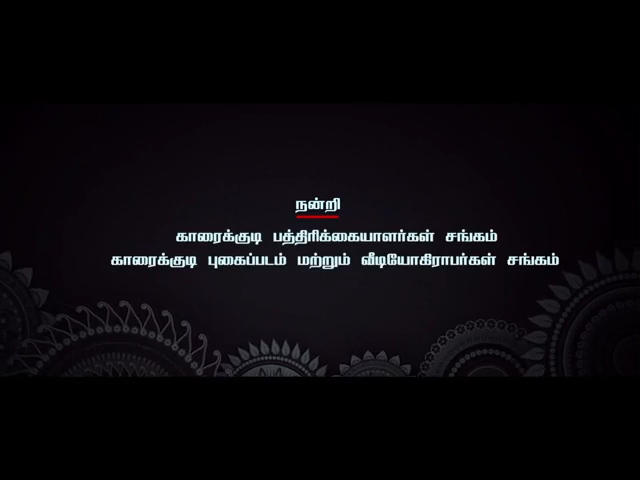 நன்றி
காரைக்குடி பத்திரிக்கையாளர்கள் சங்கம்
காரைக்குடி புகைப்படம் மற்றும் வீடியோகிராபர்கள் சங்கம்